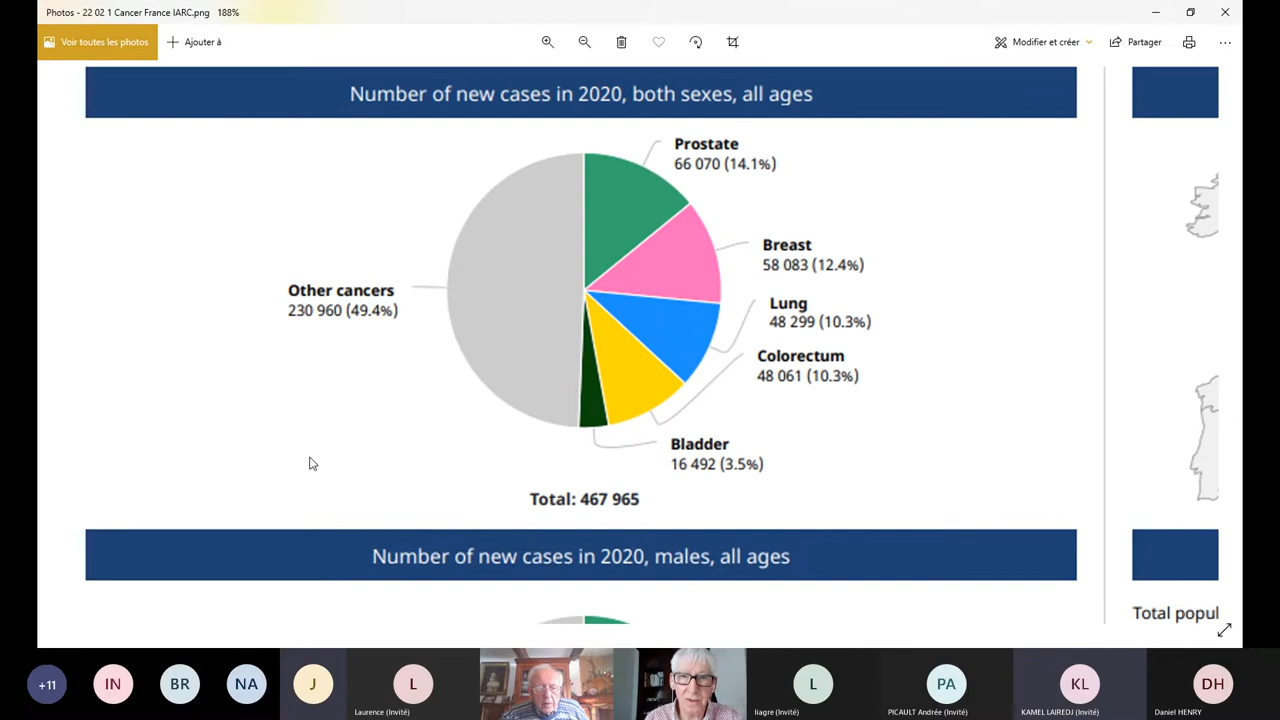 Photos - 22 02 1 Cancer France IARC.png   188%
Voir toutes les photos
Ajouter à
Modifier et créer
Partager
Number of new cases in 2020, both sexes, all ages
Prostate
66 070 (14.1%)
Breast
58 083 (12.4%)
Other cancers
230 960 (49.4%)
Lung
48 299 (10.3%)
Colorectum
48 061 (10.3%)
Bladder
16 492 (3.5%)
Total: 467 965
Number of new cases in 2020, males, all ages
Total popul
+11
IN
BR
NA
J
L
Laurence (Invité)
L
liagre (Invité)
PA
PICAULT Andrée (Invité)
KL
KAMEL LAIREDJ (Invité)
DH
Daniel HENRY